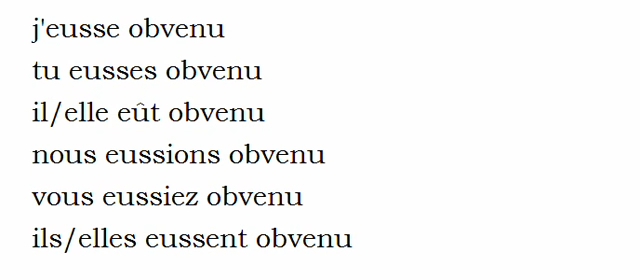 j'eusse obvenu
tu eusses obvenu
il/elle eût obvenu
nous eussions obvenu
vous eussiez obvenu
ils/elles eussent obvenu